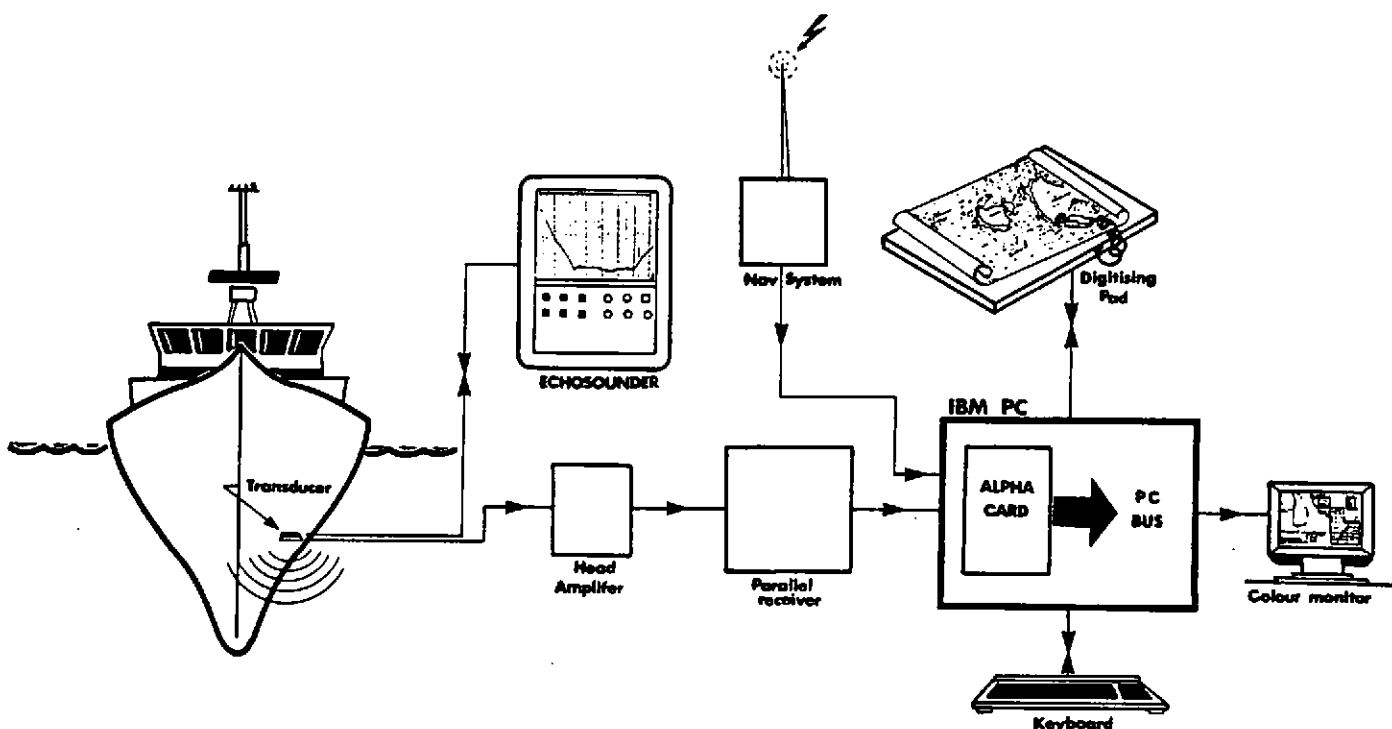 Nav System
Digitising
Pad
ECHOSOUNDER
IBM PC
Transducer
ALPHA
CARD
PC
BUS
Head
Amplifer
Parallel
receiver
Colour monitor
Keyboard